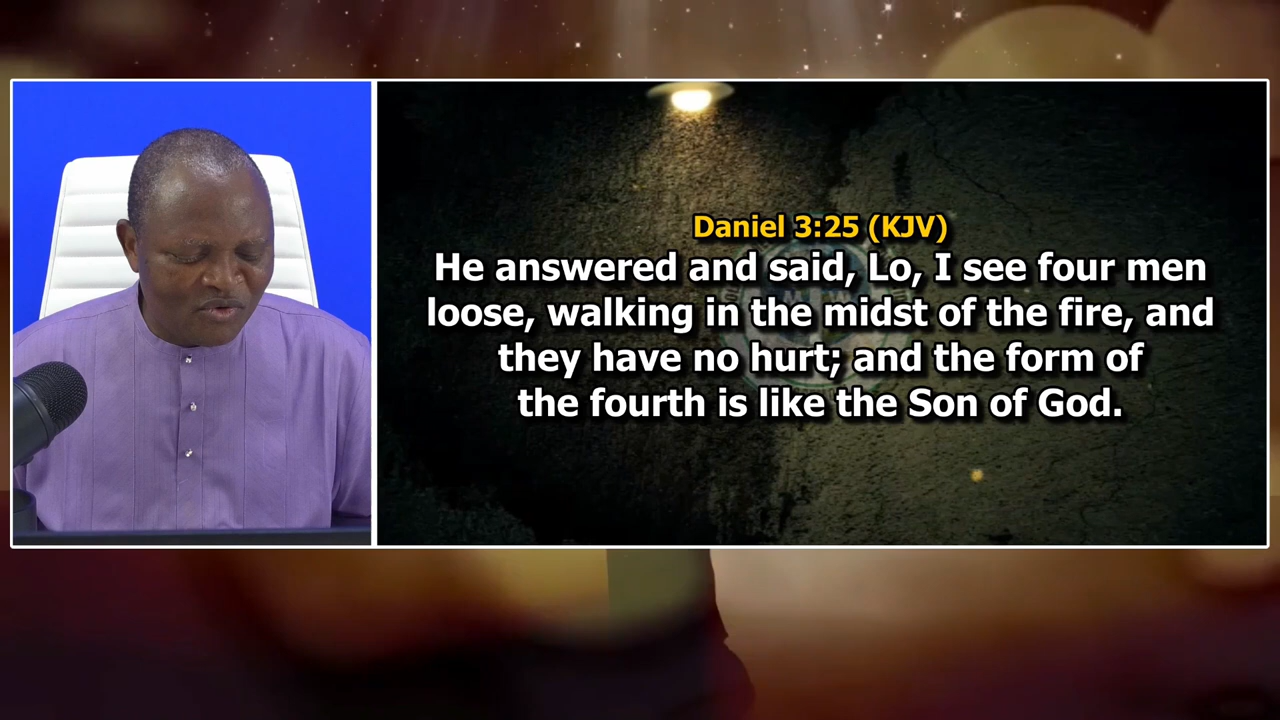 Daniel 3:25 (KJV)
He answered and said, Lo, I see four men
loose, walking in the midst of the fire, and
they have no hurt; and the form of
the fourth is like the Son of God.